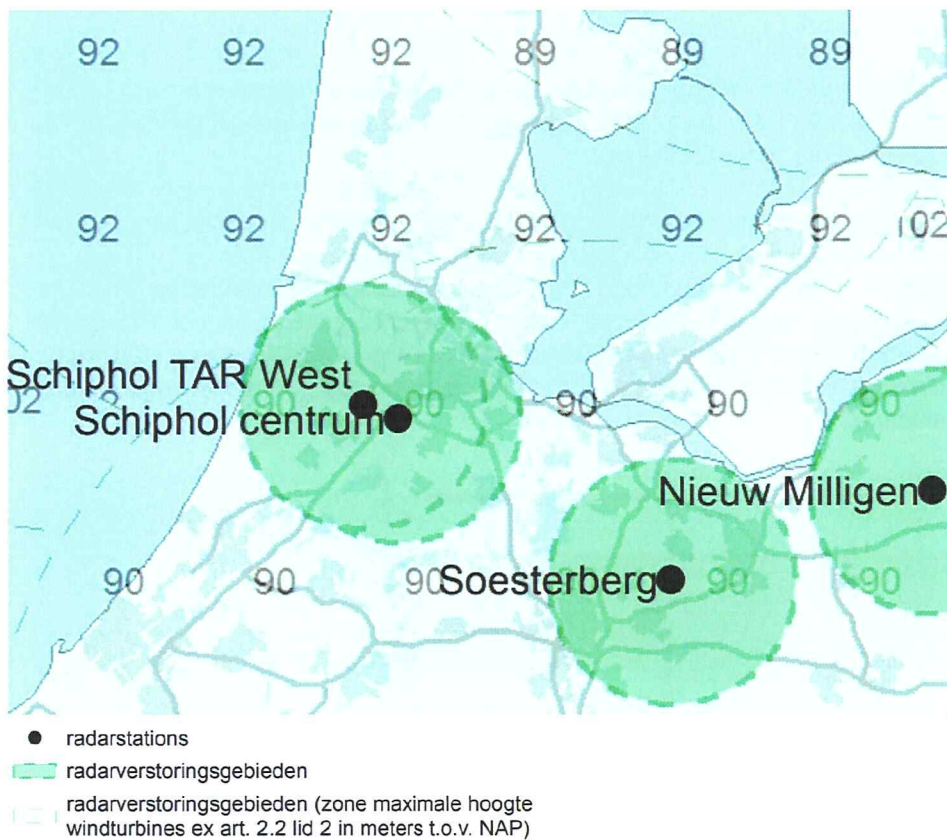 92 92 92 89 89 89
92 92 92 92 92 92 102
Schiphol TAR West
02 90 90 90 90 90
Schiphol centrum
Nieuw Milligen
90 90 90 Soesterberg 90 90
radarstations
radarverstoringsgebieden
radarverstoringsgebieden (zone maximale hoogte
windturbines ex art. 2.2 lid 2 in meters t.o.v. NAP)